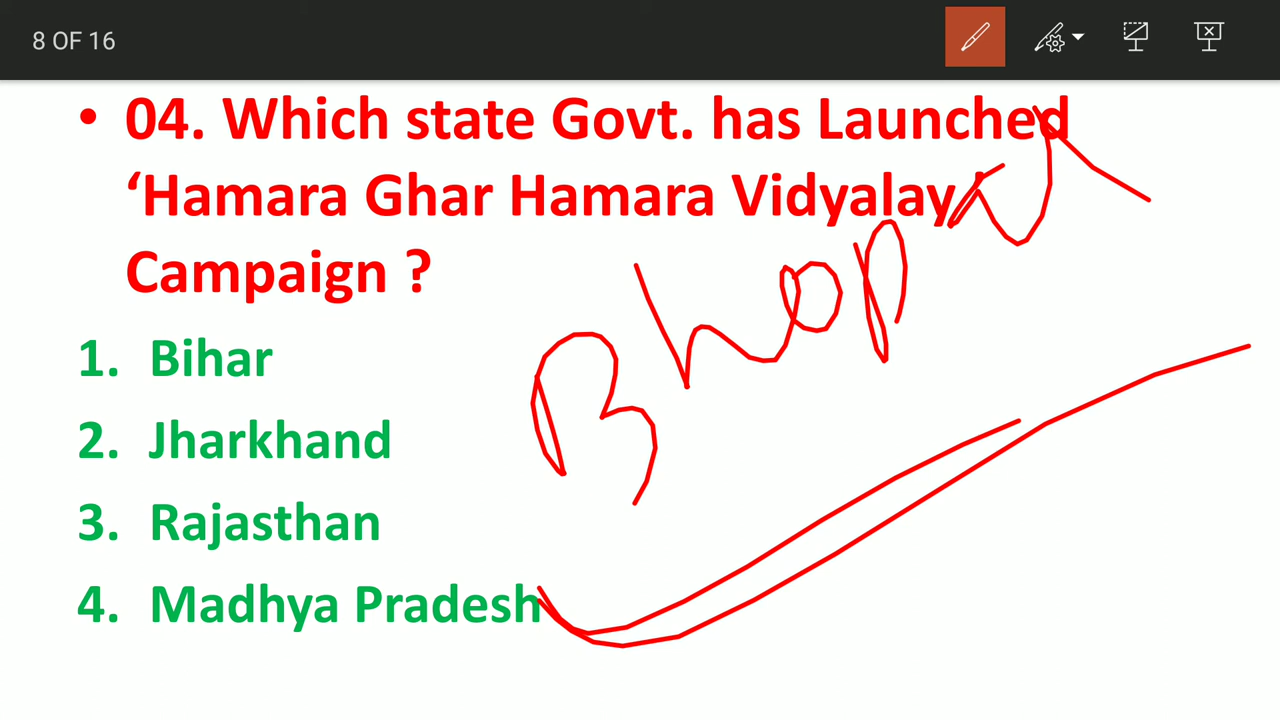 8 OF 16
• 04. Which state Govt. has Launched
‘Hamara Ghar Hamara Vidyalay’
Campaign ?
Bhopal
1. Bihar
2. Jharkhand
3. Rajasthan
4. Madhya Pradesh